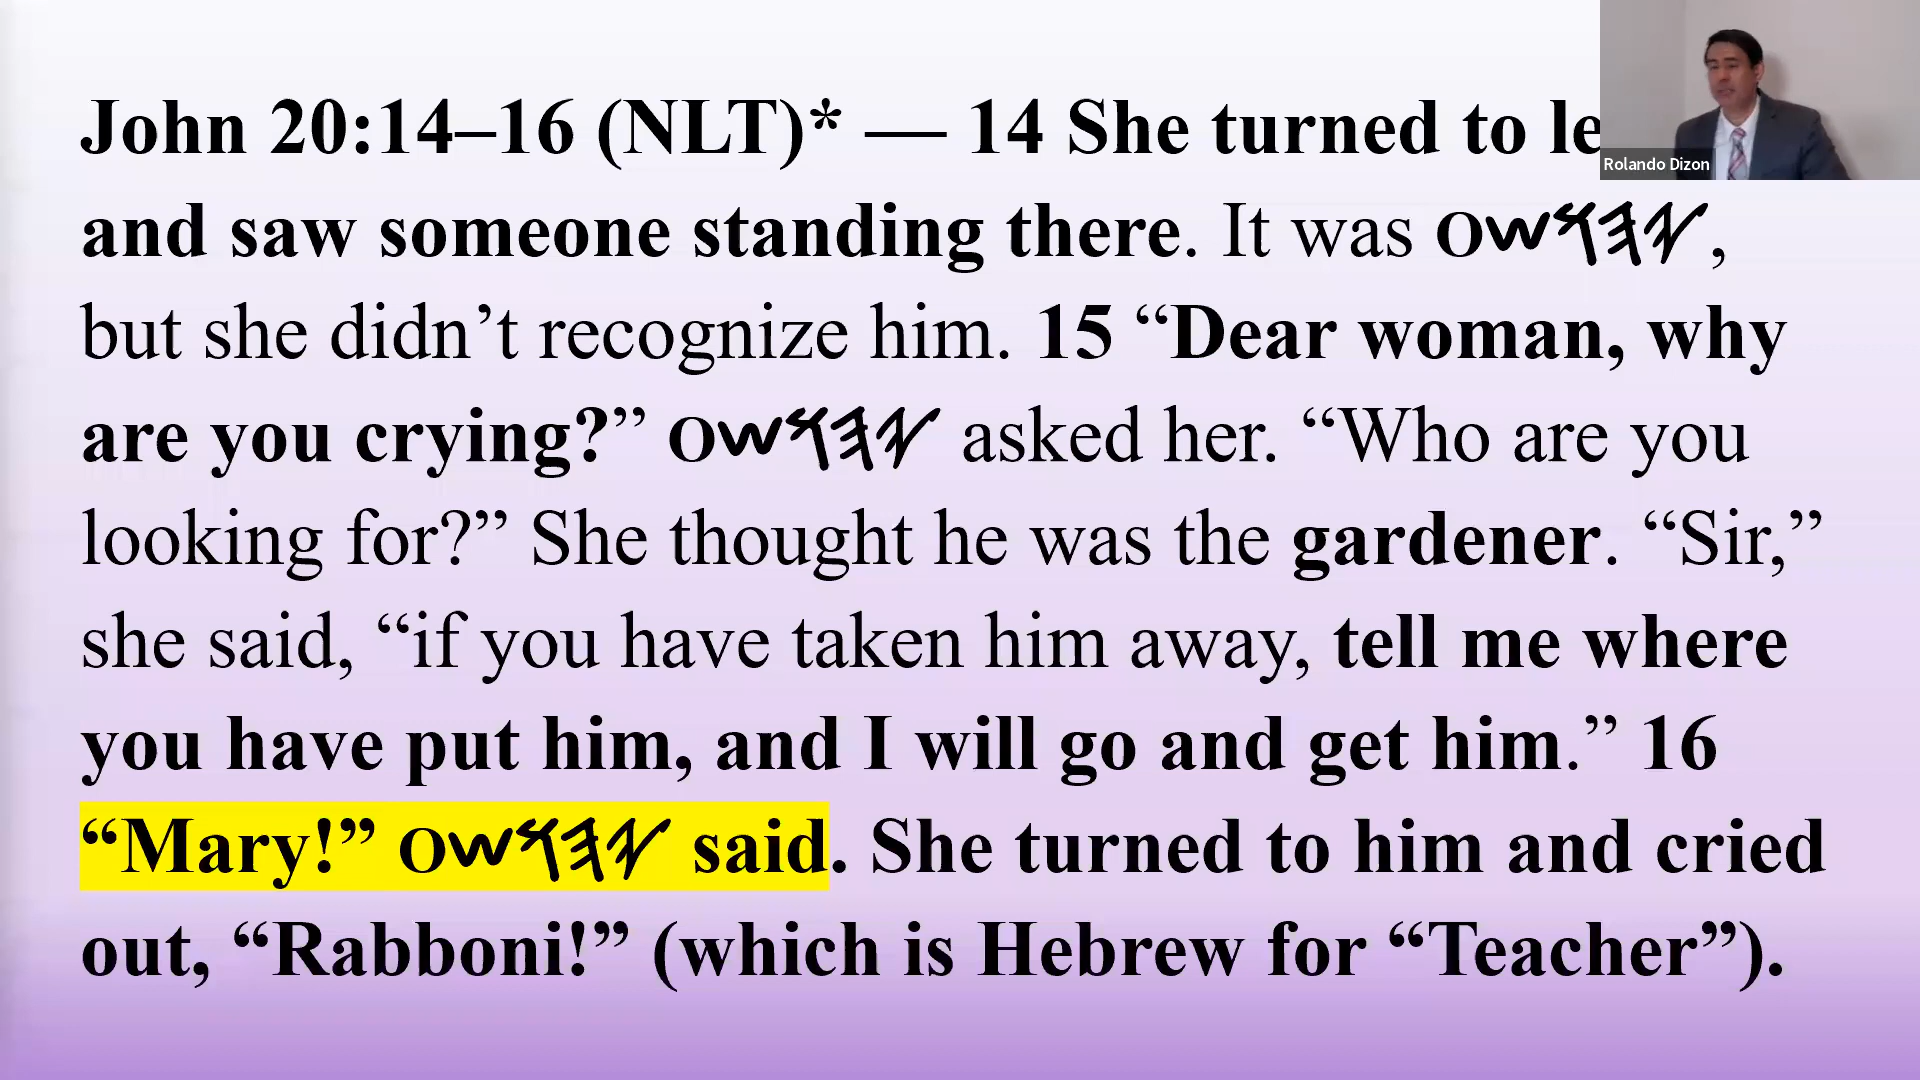 John 20:14–16 (NLT)* — 14 She turned to le
and saw someone standing there. It was 𐤉𐤄𐤅𐤔𐤏,
but she didn’t recognize him. 15 “Dear woman, why
are you crying?” 𐤉𐤄𐤅𐤔𐤏 asked her. “Who are you
looking for?” She thought he was the gardener. “Sir,”
she said, “if you have taken him away, tell me where
you have put him, and I will go and get him.” 16
“Mary!” 𐤉𐤄𐤅𐤔𐤏 said. She turned to him and cried
out, “Rabboni!” (which is Hebrew for “Teacher”).
Rolando Dizon